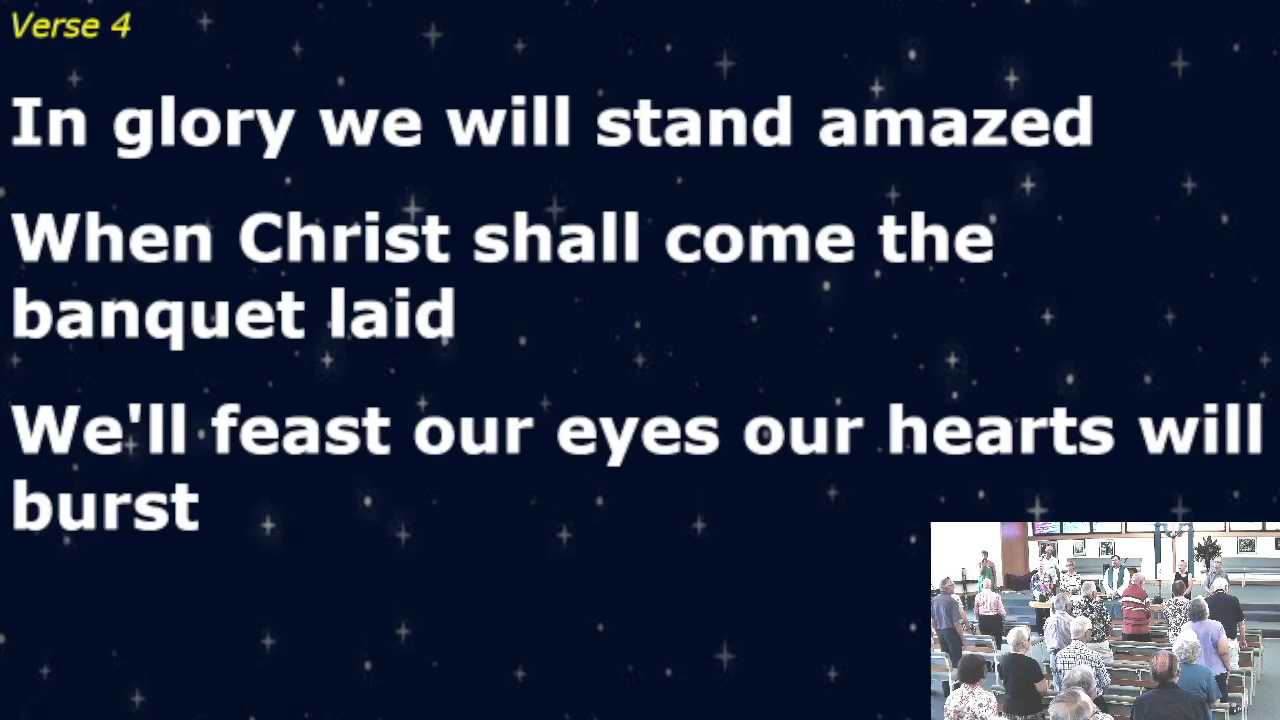 Verse 4
In glory we will stand amazed
When Christ shall come the
banquet laid
We'll feast our eyes our hearts will
burst